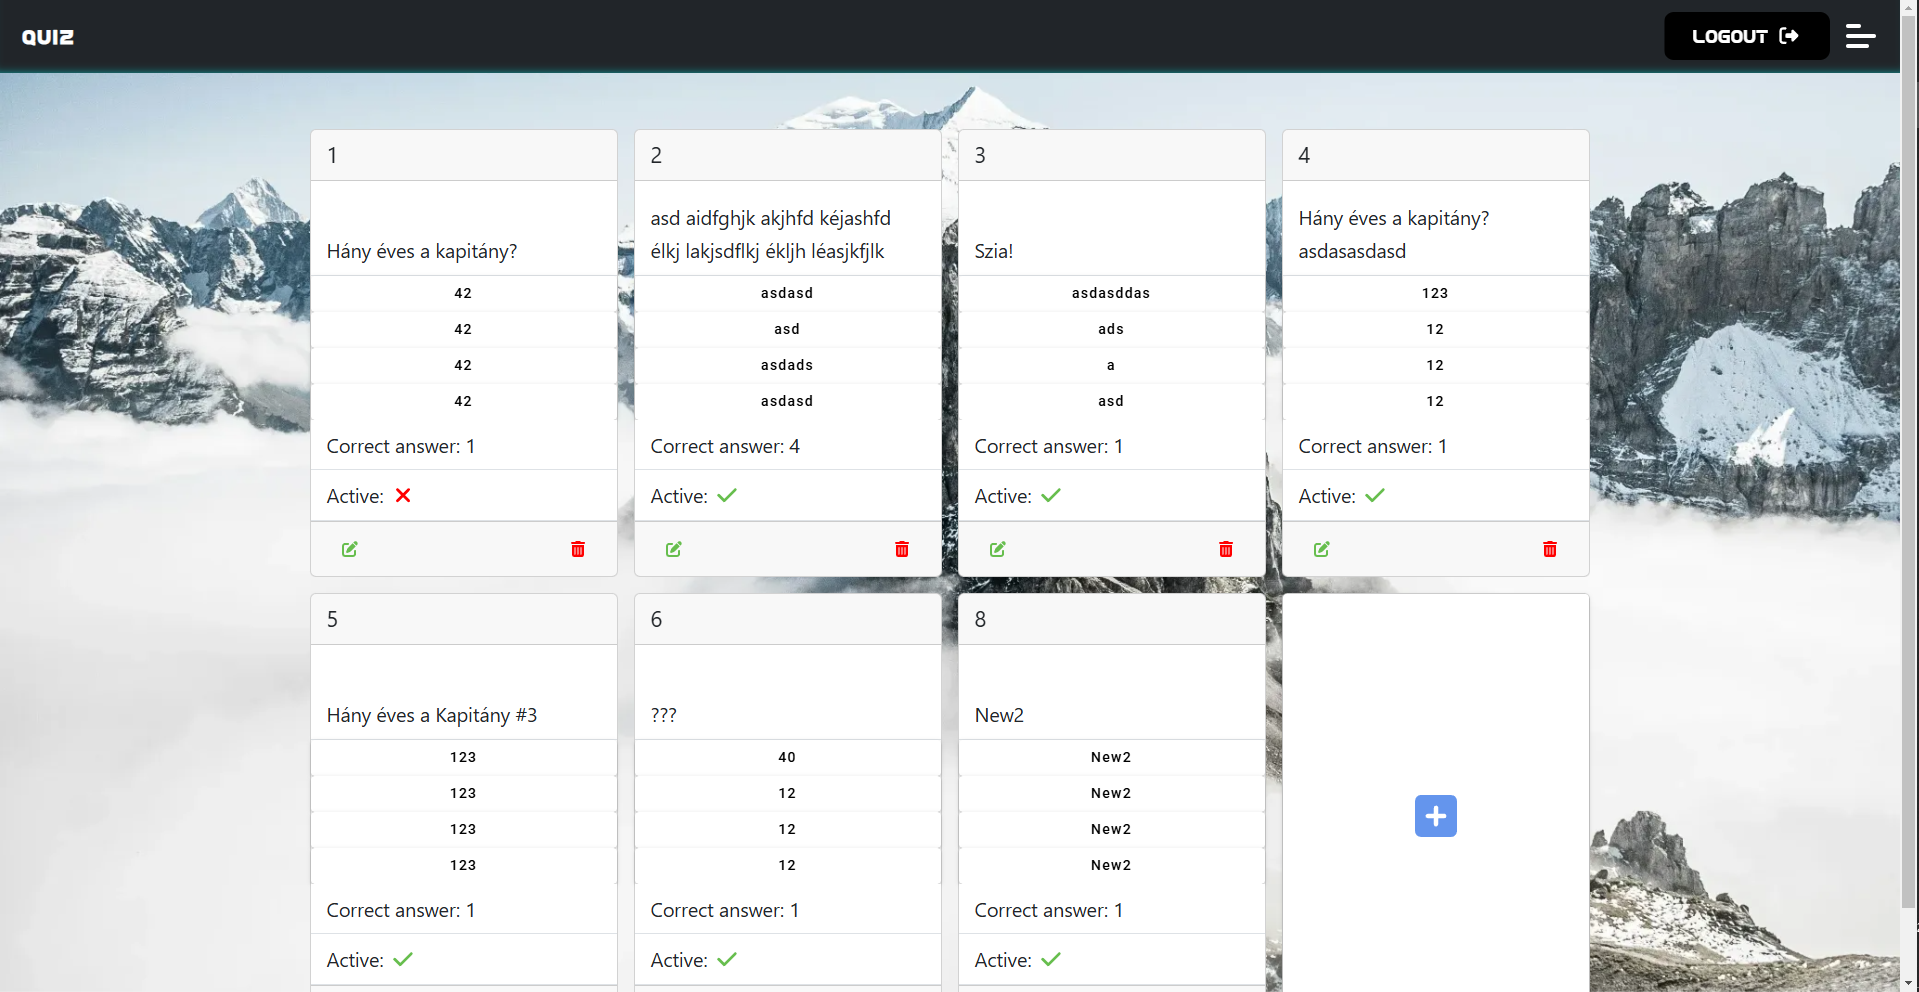 QUIZ
LOGOUT
1
Hány éves a kapitány?
42
42
42
42
Correct answer: 1
Active:
2
asd aidfghjk akjhfd kéjashfd
élkj lakjsdflkj ékljh léasjkfjlk
asdasd
asd
asdads
asdasd
Correct answer: 4
Active:
3
Szia!
asdasddas
ads
a
asd
Correct answer: 1
Active:
4
Hány éves a kapitány?
asdasasdasd
123
12
12
12
Correct answer: 1
Active:
5
Hány éves a Kapitány #3
123
123
123
123
Correct answer: 1
Active:
6
???
40
12
12
12
Correct answer: 1
Active:
8
New2
New2
New2
New2
New2
Correct answer: 1
Active: